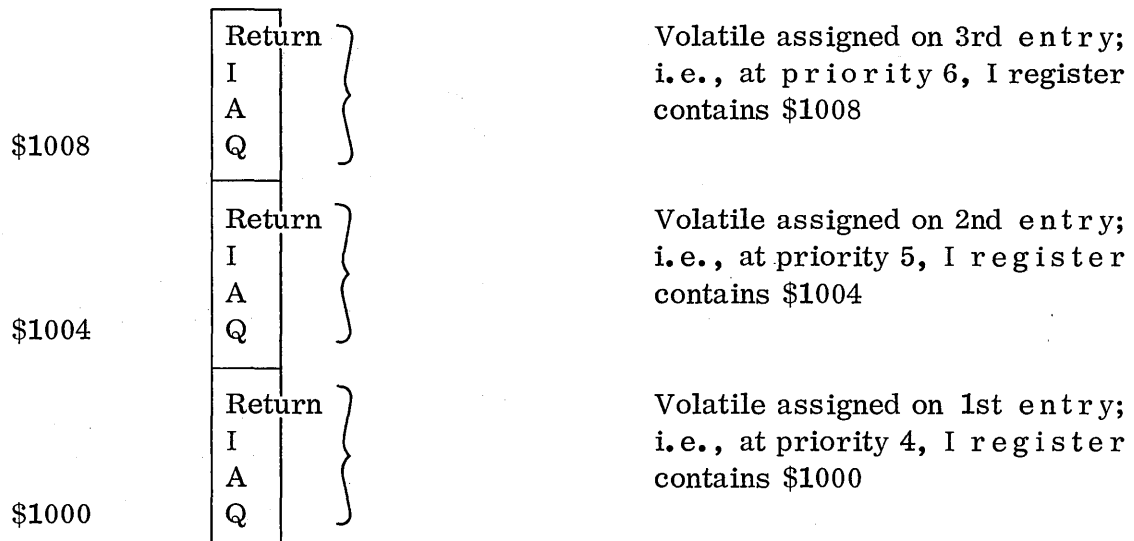 Return
I
A
$1008 Q
Volatile assigned on 3rd entry;
i.e., at priority 6, I register
contains $1008
Return
I
A
$1004 Q
Volatile assigned on 2nd entry;
i.e., at priority 5, I register
contains $1004
Return
I
A
$1000 Q
Volatile assigned on 1st entry;
i.e., at priority 4, I register
contains $1000